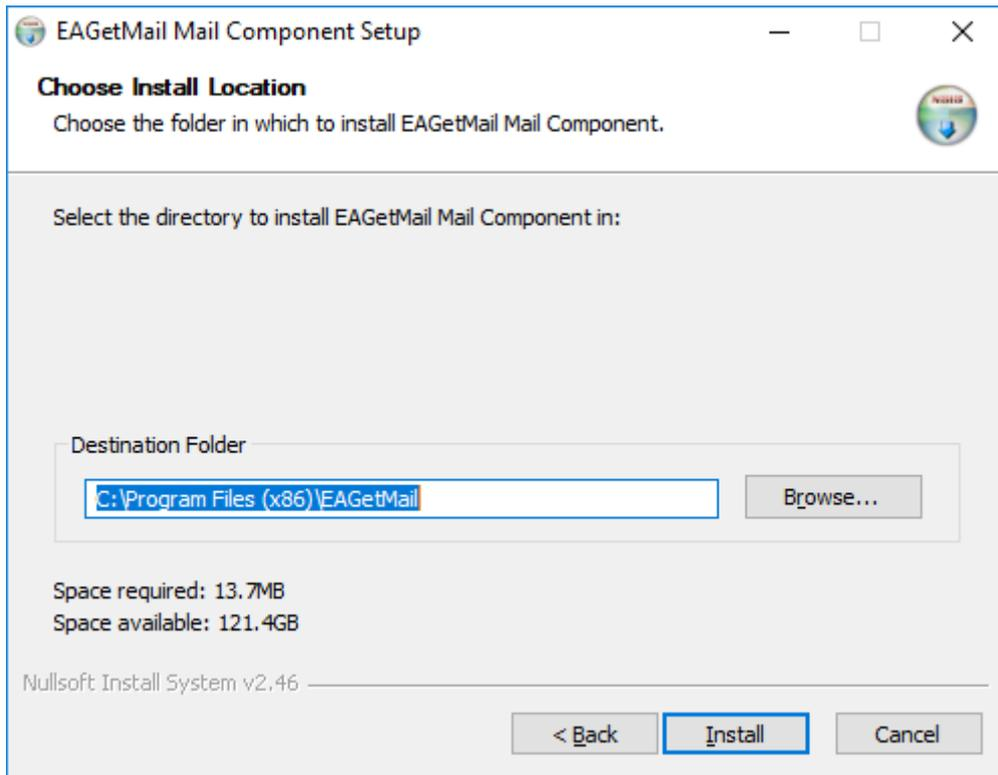 EAGetMail Mail Component Setup
Choose Install Location
Choose the folder in which to install EAGetMail Mail Component.
Select the directory to install EAGetMail Mail Component in:
Destination Folder
C:\Program Files (x86)\EAGetMail
Browse...
Space required: 13.7MB
Space available: 121.4GB
Nullsoft Install System v2.46
< Back
Install
Cancel